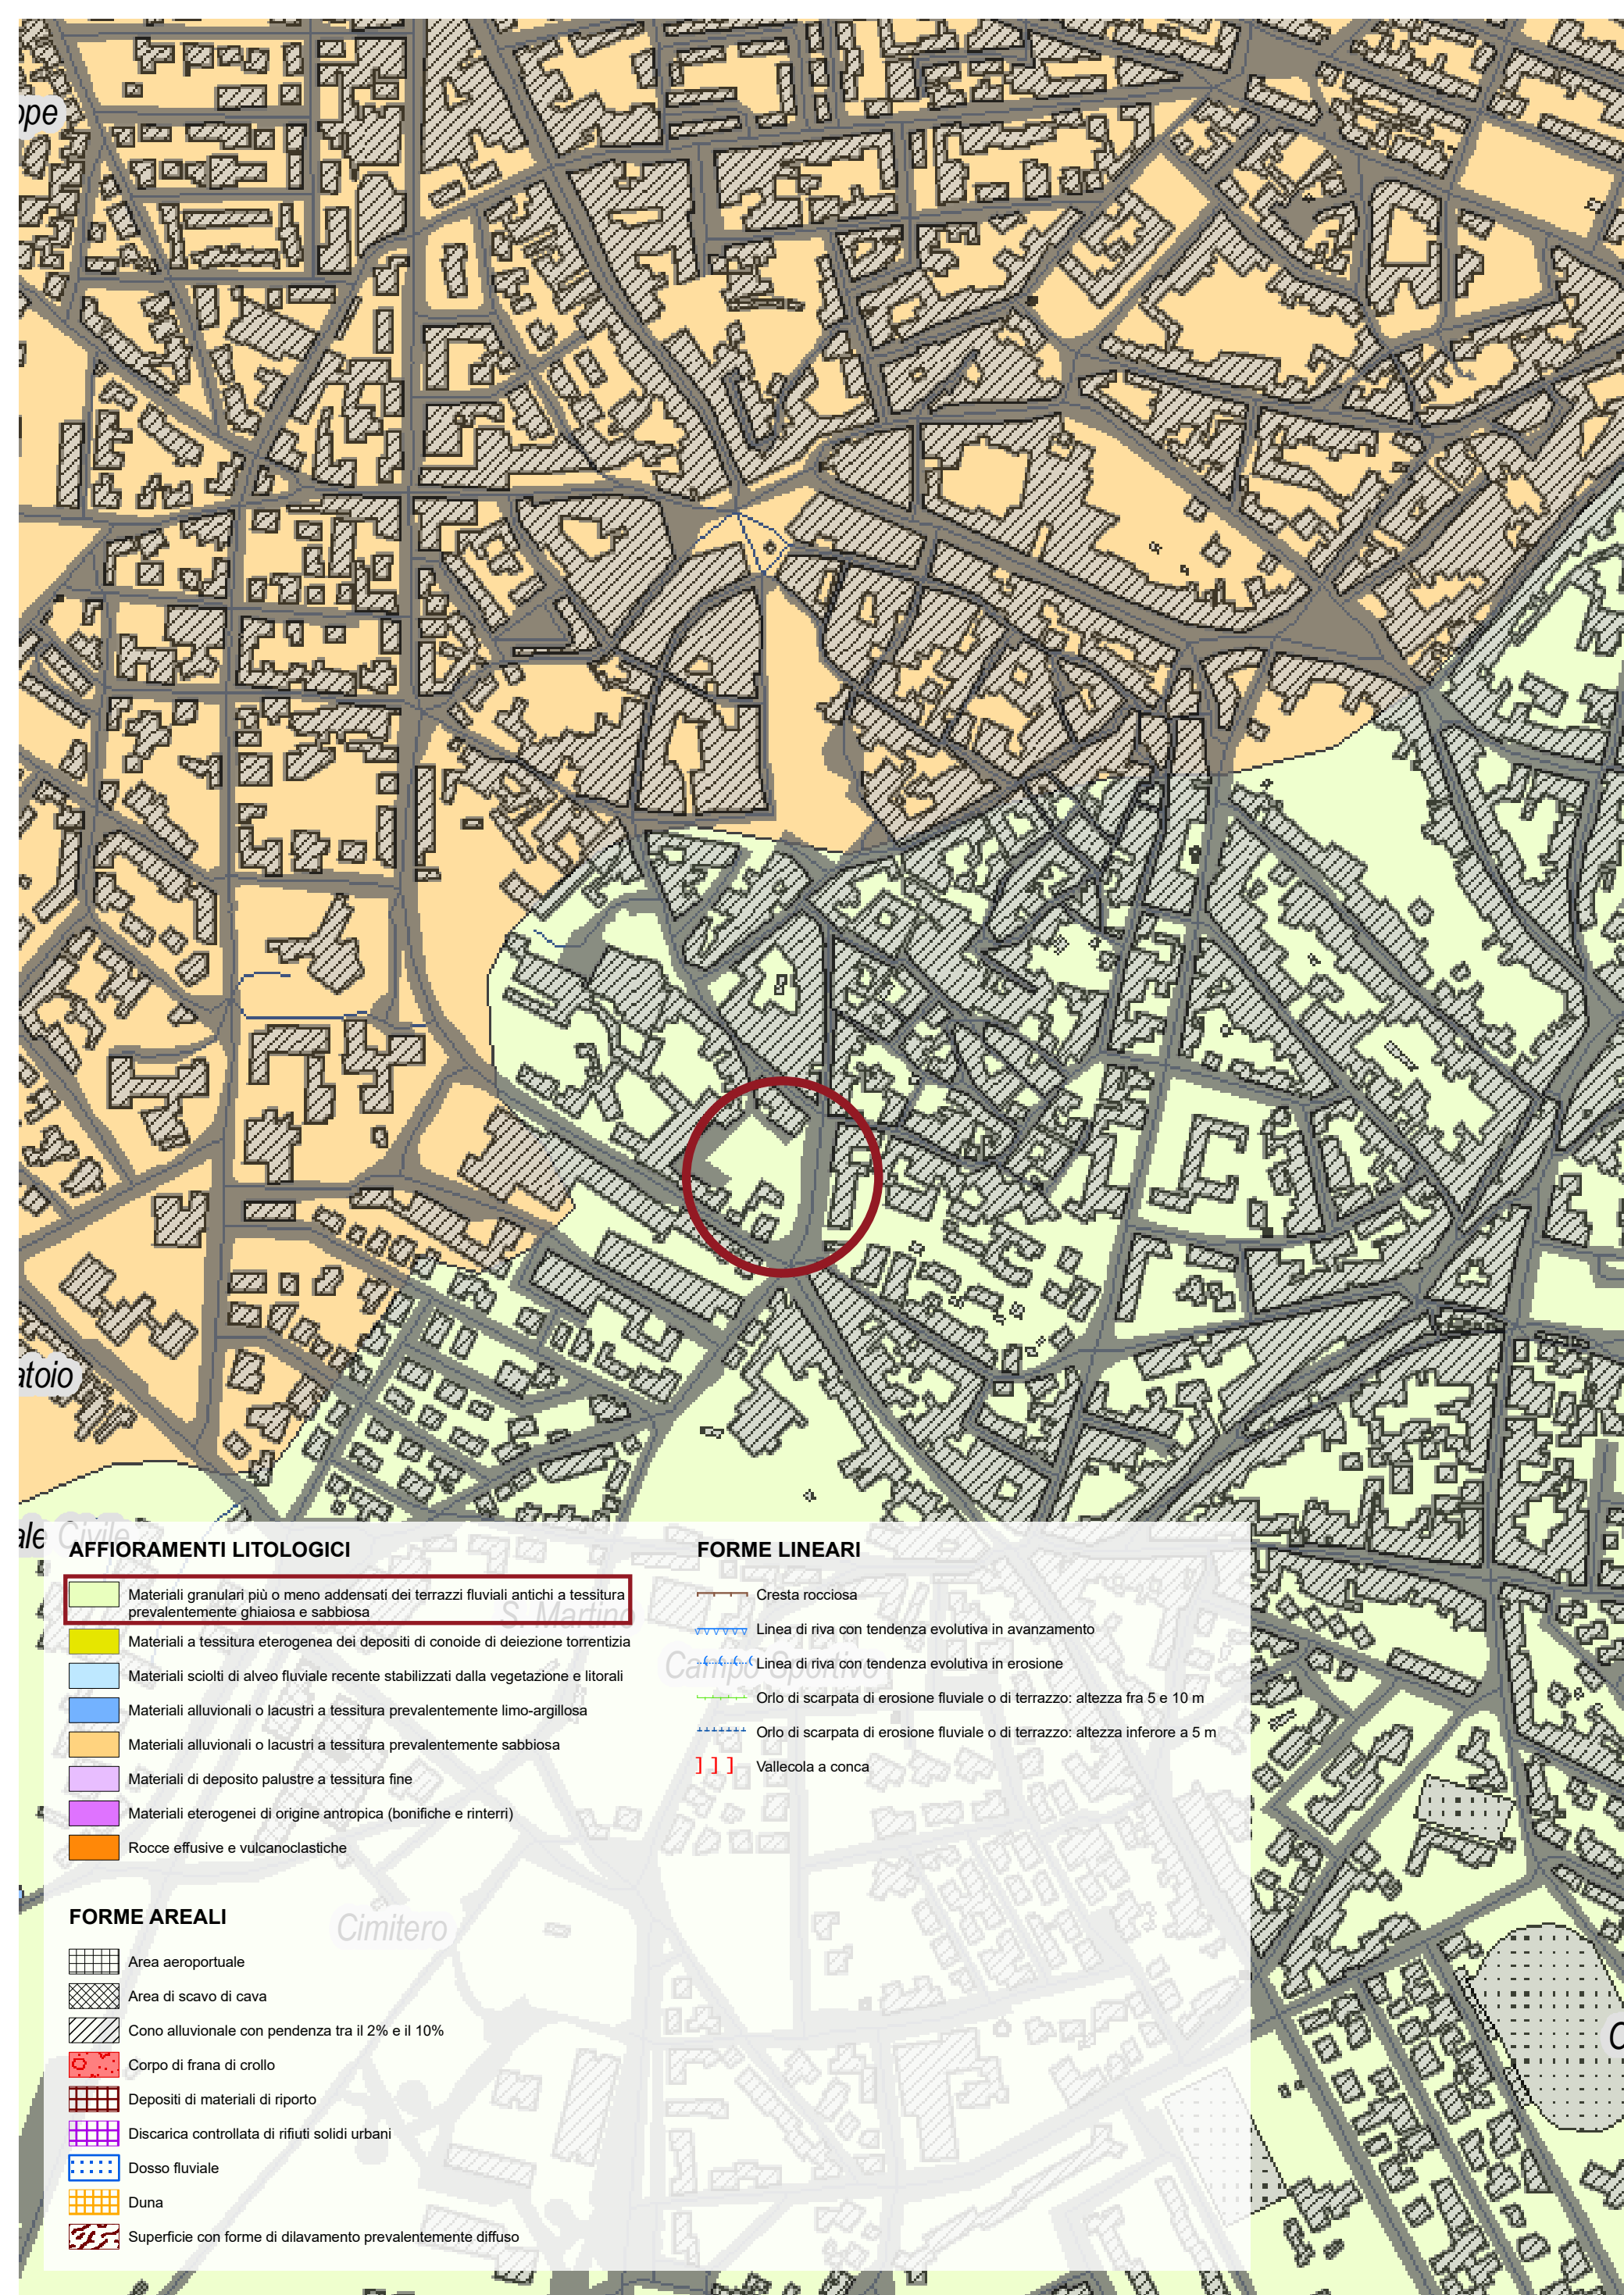 ope
atoio
ale Civile
AFFIORAMENTI LITOLOGICI
Materiali granulari più o meno addensati dei terrazzi fluviali antichi a tessitura
prevalentemente ghiaiosa e sabbiosa
S. Martino
Materiali a tessitura eterogenea dei depositi di conoide di deiezione torrentizia
Materiali sciolti di alveo fluviale recente stabilizzati dalla vegetazione e litorali
Materiali alluvionali o lacustri a tessitura prevalentemente limo-argillosa
Materiali alluvionali o lacustri a tessitura prevalentemente sabbiosa
Materiali di deposito palustre a tessitura fine
Materiali eterogenei di origine antropica (bonifiche e rinterri)
Rocce effusive e vulcanoclastiche
FORME LINEARI
Cresta rocciosa
Linea di riva con tendenza evolutiva in avanzamento
Campo Sportivo
Linea di riva con tendenza evolutiva in erosione
Orlo di scarpata di erosione fluviale o di terrazzo: altezza fra 5 e 10 m
Orlo di scarpata di erosione fluviale o di terrazzo: altezza inferore a 5 m
Vallecola a conca
FORME AREALI
Cimitero
Area aeroportuale
Area di scavo di cava
Cono alluvionale con pendenza tra il 2% e il 10%
Corpo di frana di crollo
Depositi di materiali di riporto
Discarica controllata di rifiuti solidi urbani
Dosso fluviale
Duna
Superficie con forme di dilavamento prevalentemente diffuso
C